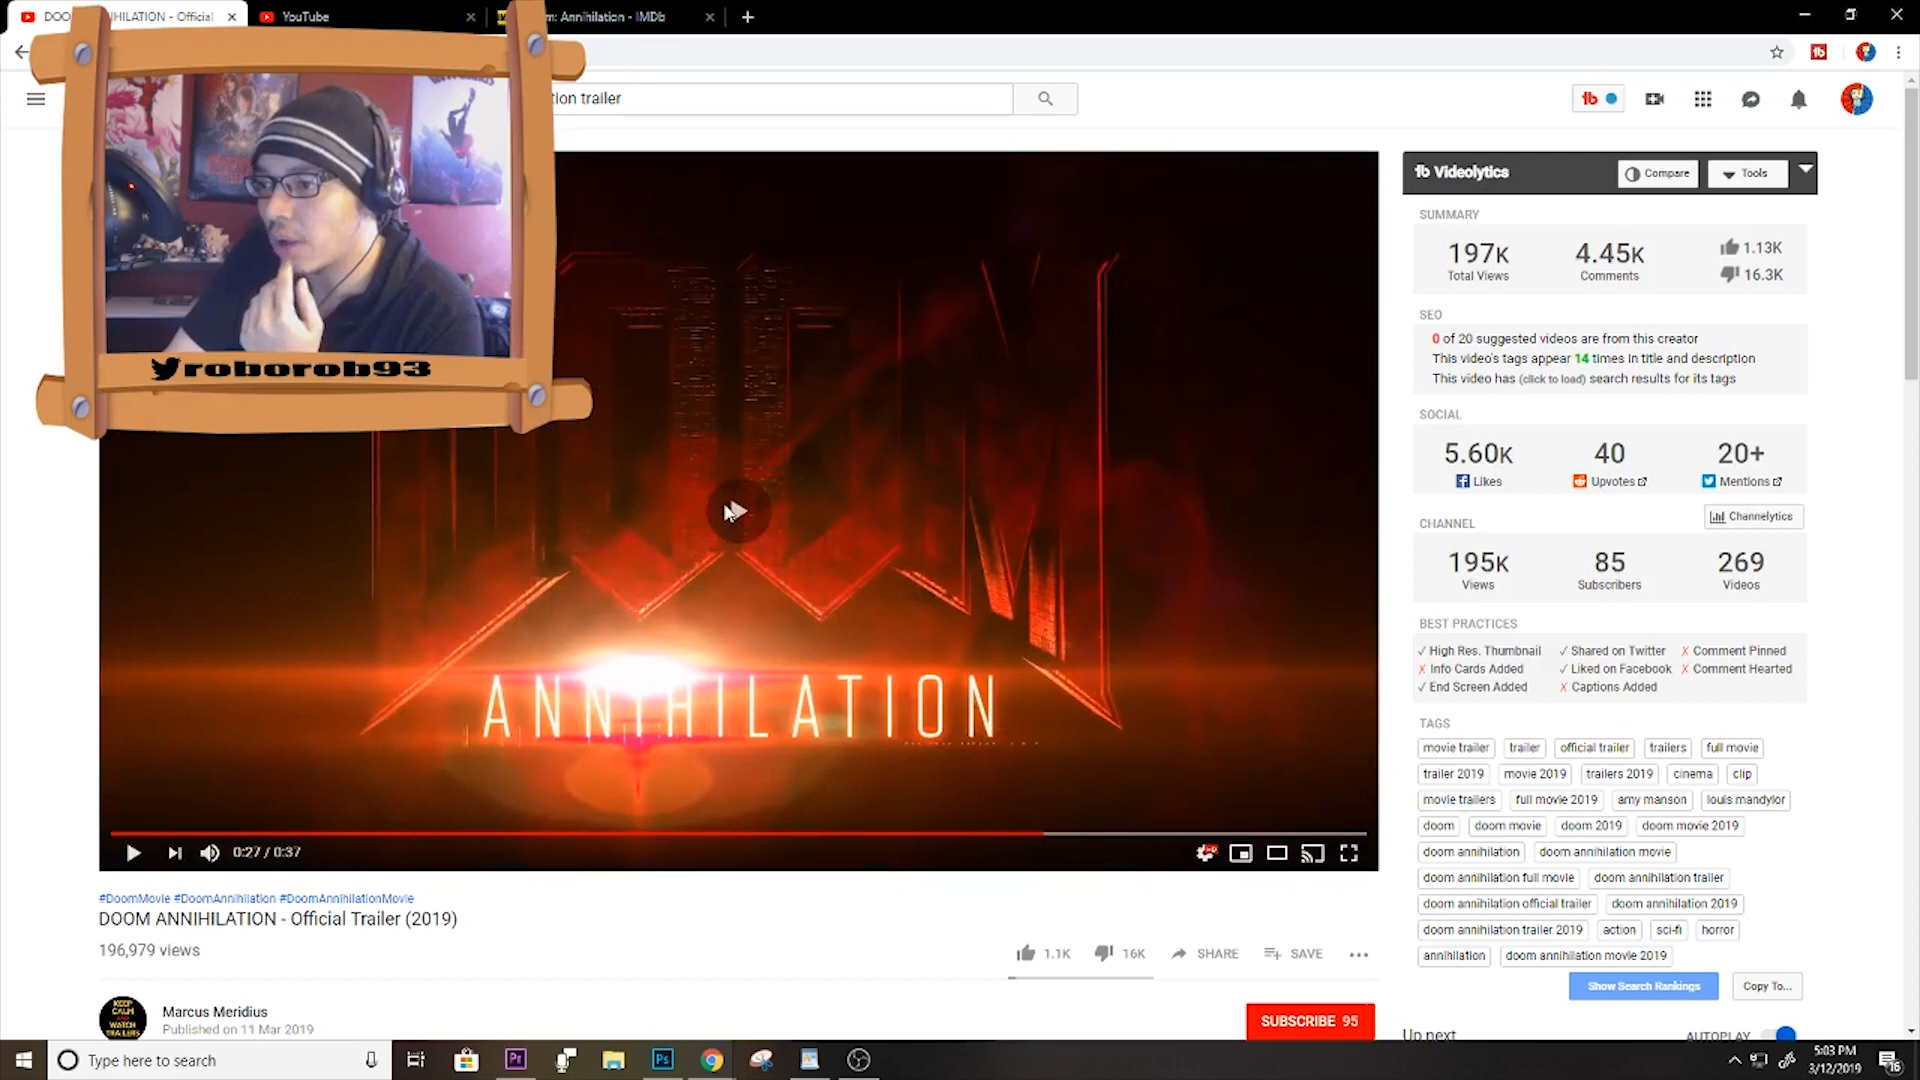 DOOM ANNIHILATION - Official
YouTube
m: Annihilation - IMDb
tion trailer
roborob93
ANNIHILATION
0:27 / 0:37
#DoomMovie #DoomAnnihilation #DoomAnnihilationMovie
DOOM ANNIHILATION - Official Trailer (2019)
196,979 views
1.1K 16K SHARE SAVE
KEEP
CALM
AND
WATCH
TRAILERS
Marcus Meridius
Published on 11 Mar 2019
SUBSCRIBE 95
Videolytics Compare Tools
SUMMARY
197K 4.45K 1.13K
Total Views Comments 16.3K
SEO
0 of 20 suggested videos are from this creator
This video's tags appear 14 times in title and description
This video has (click to load) search results for its tags
SOCIAL
5.60K 40 20+
Likes Upvotes Mentions
CHANNEL Channelytics
195K 85 269
Views Subscribers Videos
BEST PRACTICES
✓ High Res. Thumbnail ✓ Shared on Twitter ✗ Comment Pinned
✗ Info Cards Added ✓ Liked on Facebook ✗ Comment Hearted
✓ End Screen Added ✗ Captions Added
TAGS
movie trailer trailer official trailer trailers full movie
trailer 2019 movie 2019 trailers 2019 cinema clip
movie trailers full movie 2019 amy manson louis mandylor
doom doom movie doom 2019 doom movie 2019
doom annihilation doom annihilation movie
doom annihilation full movie doom annihilation trailer
doom annihilation official trailer doom annihilation 2019
doom annihilation trailer 2019 action sci-fi horror
annihilation doom annihilation movie 2019
Show Search Rankings Copy To...
Up next AUTOPLAY
Type here to search
Pr Ps
5:03 PM
3/12/2019
16